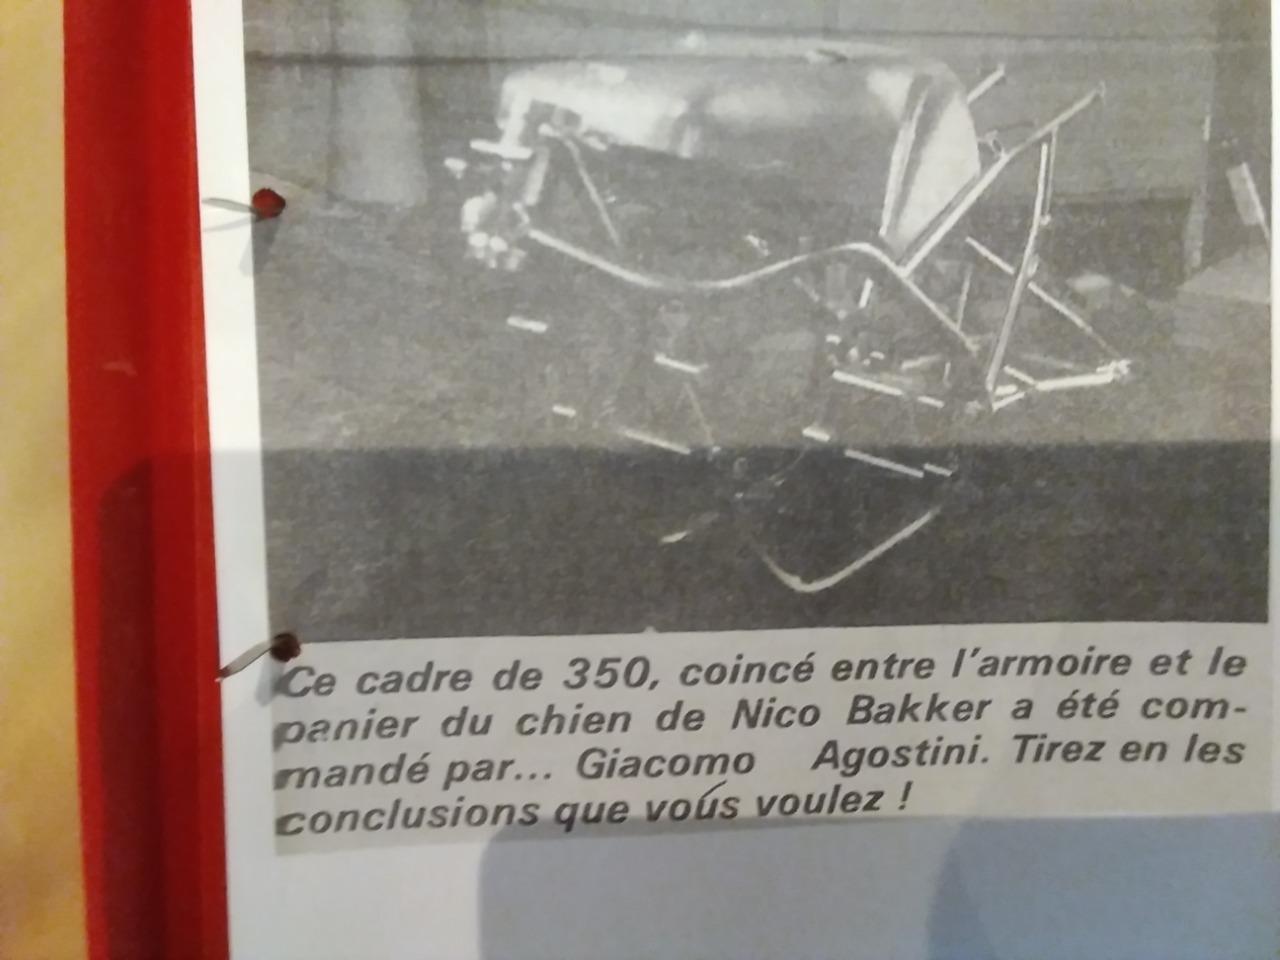 Ce cadre de 350, coincé entre l'armoire et le
panier du chien de Nico Bakker a été com-
mandé par... Giacomo Agostini. Tirez en les
conclusions que vous voulez !